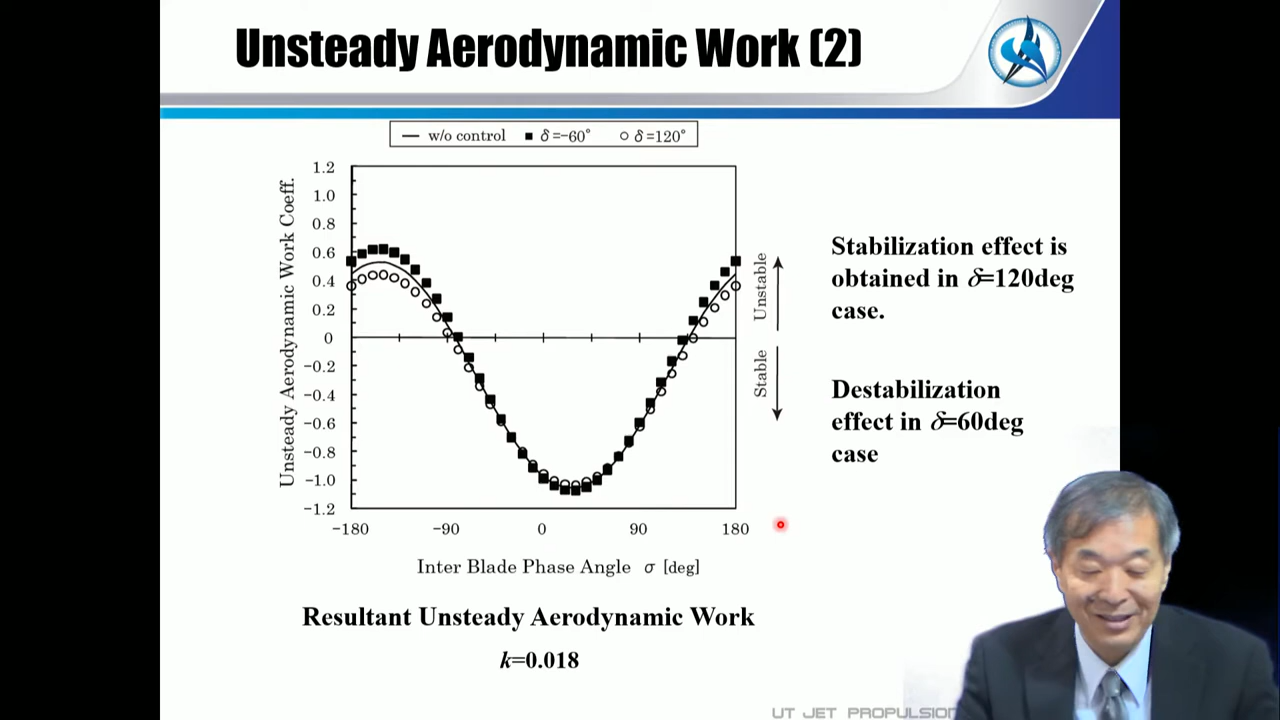 Unsteady Aerodynamic Work (2)
w/o control δ=−60° δ=120°
Unsteady Aerodynamic Work Coeff.
1.2
1.0
0.8
0.6
0.4
0.2
0
−0.2
−0.4
−0.6
−0.8
−1.0
−1.2
−180 −90 0 90 180
Inter Blade Phase Angle σ [deg]
Unstable
Stable
Stabilization effect is
obtained in δ=120deg
case.
Destabilization
effect in δ=60deg
case
Resultant Unsteady Aerodynamic Work
k=0.018
UT JET PROPULSION